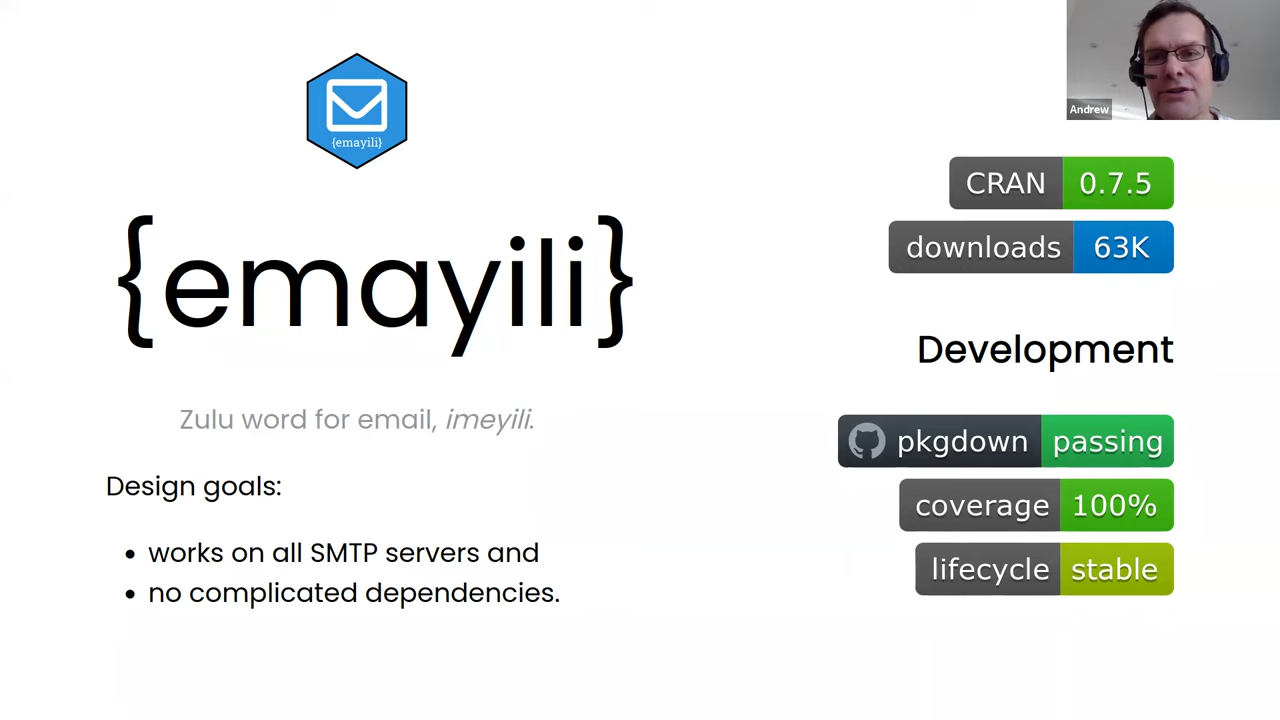 {emayili}
{emayili}
Zulu word for email, imeyili.
Design goals:
works on all SMTP servers and
no complicated dependencies.
Andrew
CRAN 0.7.5
downloads 63K
Development
pkgdown passing
coverage 100%
lifecycle stable